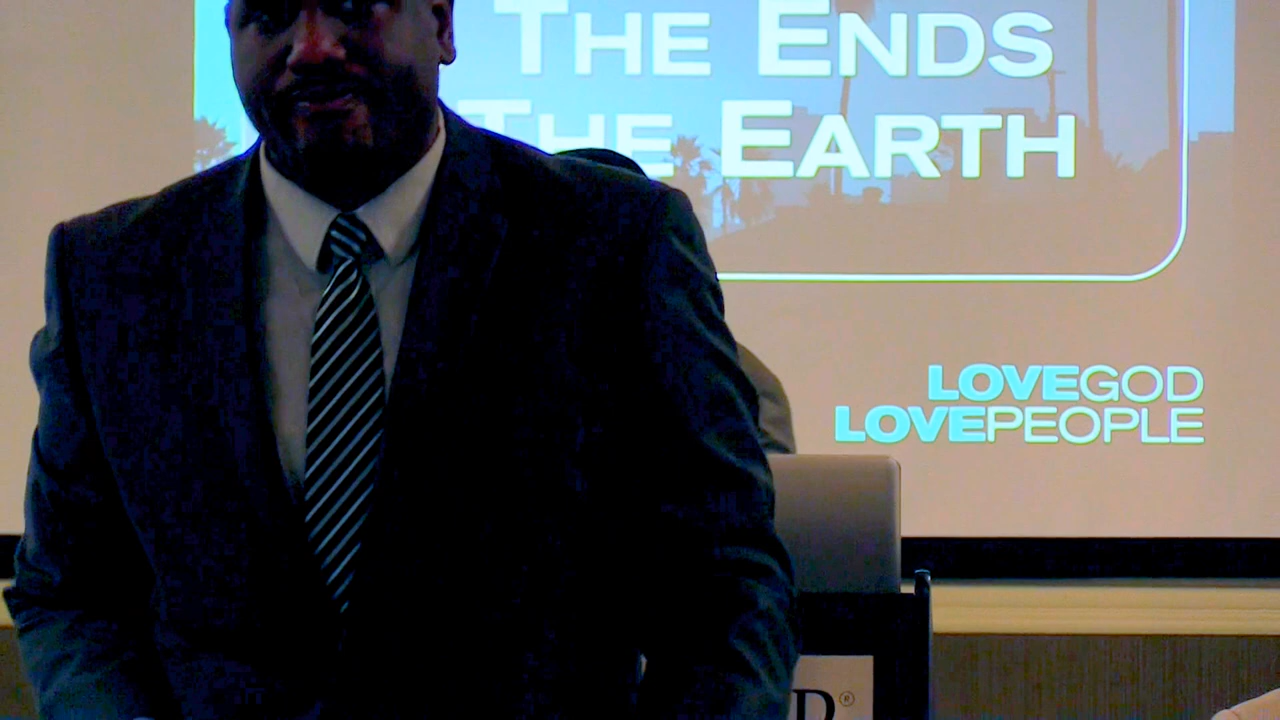 THE ENDS
THE EARTH
LOVEGOD
LOVEPEOPLE
R®